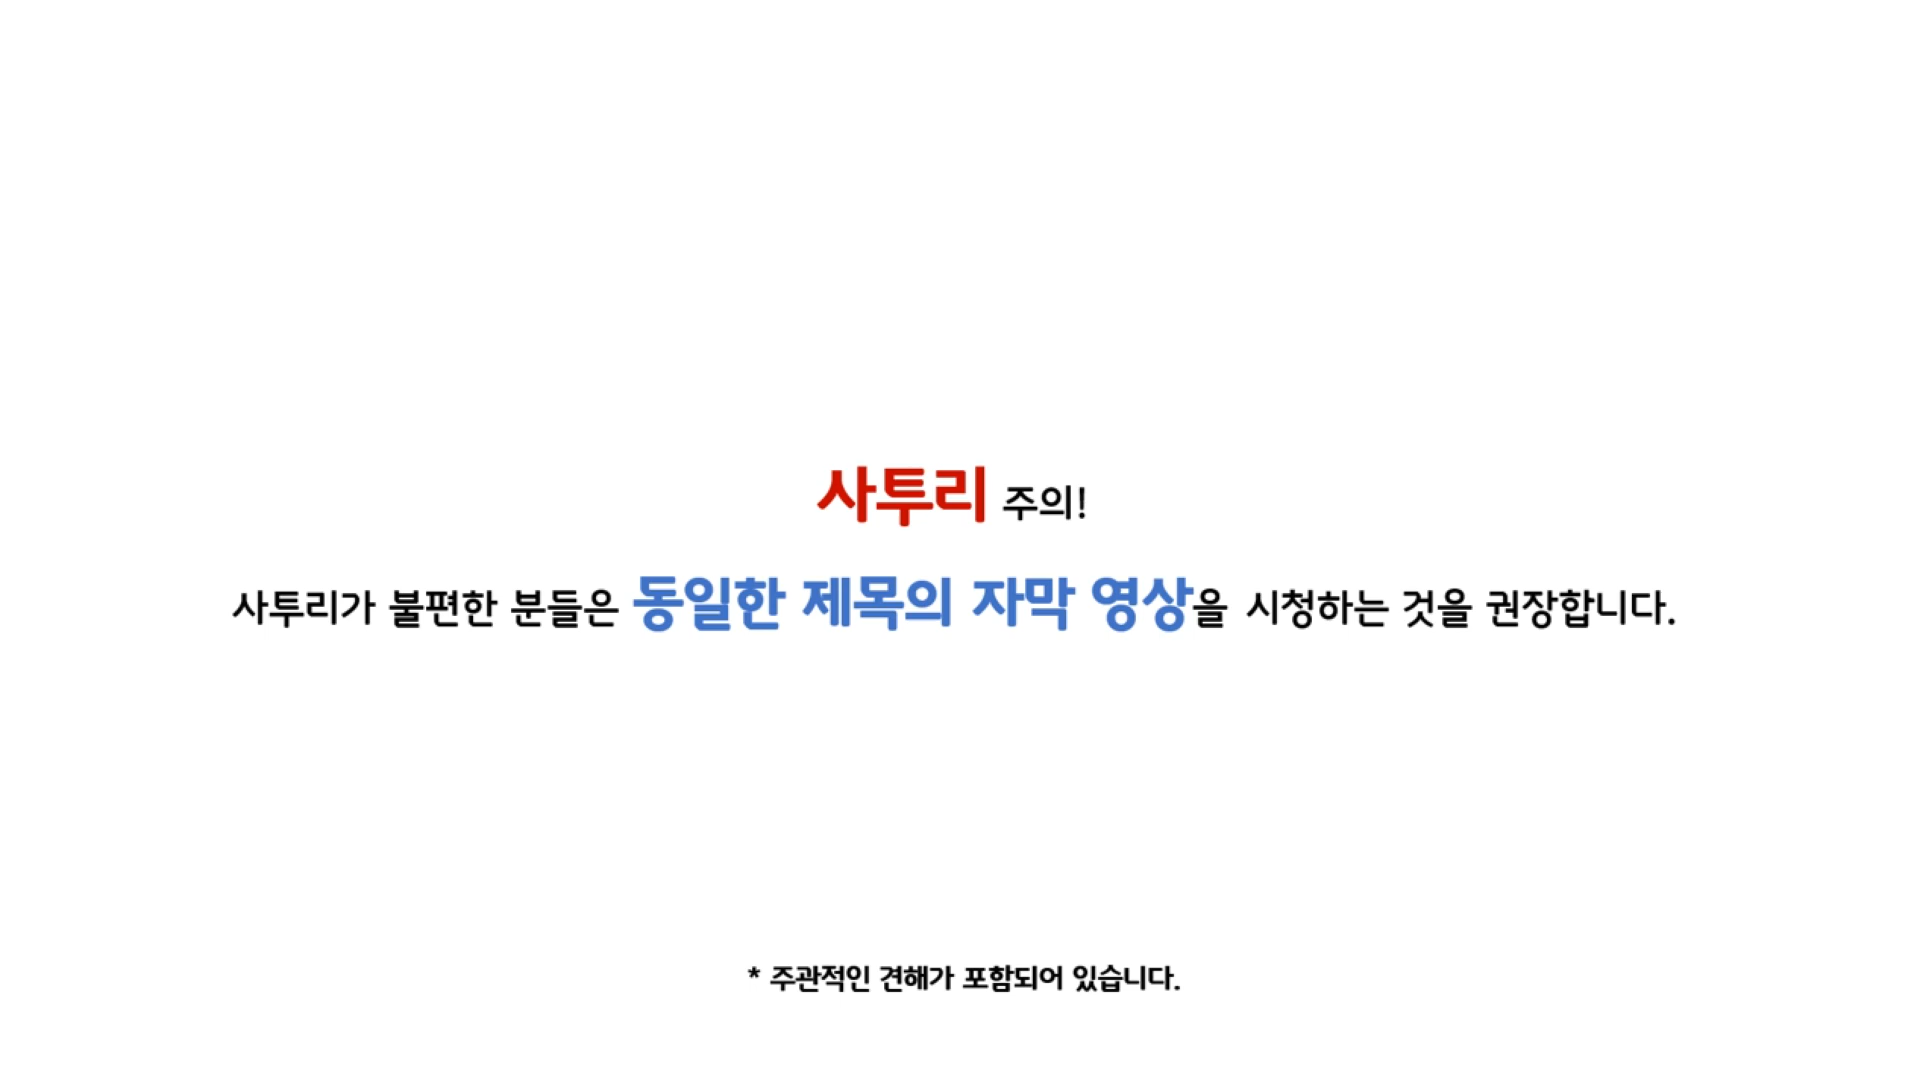 사투리 주의!
사투리가 불편한 분들은 동일한 제목의 자막 영상을 시청하는 것을 권장합니다.
* 주관적인 견해가 포함되어 있습니다.